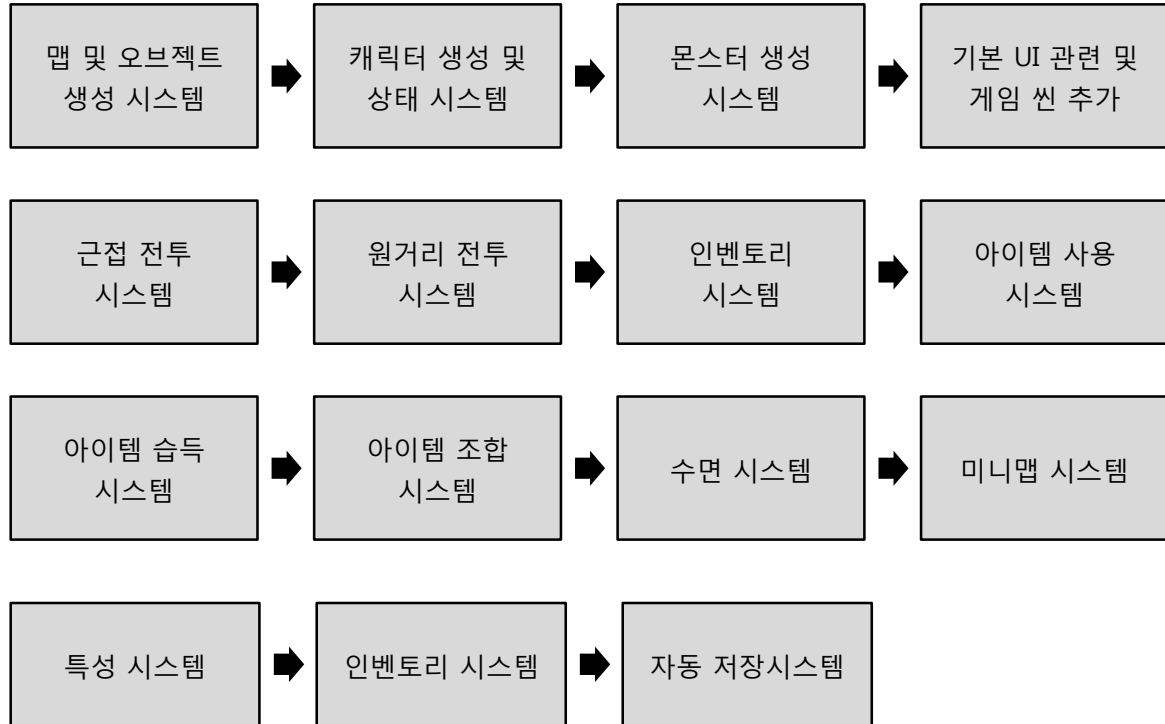 맵 및 오브젝트
생성 시스템
캐릭터 생성 및
상태 시스템
몬스터 생성
시스템
기본 UI 관련 및
게임 씬 추가
근접 전투
시스템
원거리 전투
시스템
인벤토리
시스템
아이템 사용
시스템
아이템 습득
시스템
아이템 조합
시스템
수면 시스템
미니맵 시스템
특성 시스템
인벤토리 시스템
자동 저장시스템